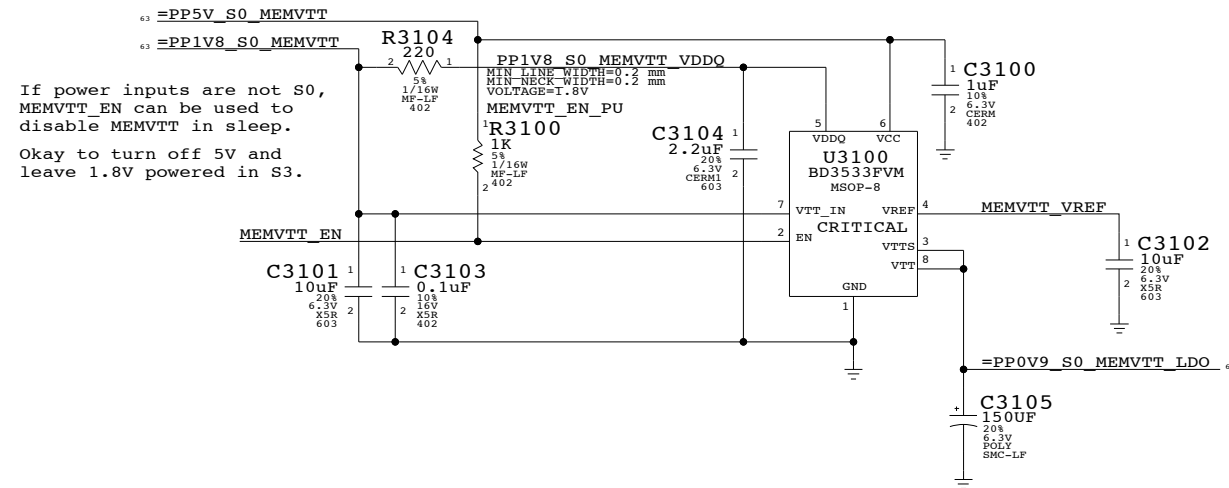 63 =PP5V_S0_MEMVTT
63 =PP1V8_S0_MEMVTT
R3104
220
2 1
5%
1/16W
MF-LF
402
PP1V8_S0_MEMVTT_VDDQ
MIN_LINE_WIDTH=0.2 mm
MIN_NECK_WIDTH=0.2 mm
VOLTAGE=1.8V
If power inputs are not S0,
MEMVTT_EN can be used to
disable MEMVTT in sleep.
Okay to turn off 5V and
leave 1.8V powered in S3.
MEMVTT_EN_PU
1
R3100
1K
5%
1/16W
MF-LF
402
2
C3104
2.2uF
20%
6.3V
CERM1
603
1
2
1
C3100
1uF
10%
6.3V
CERM
402
2
5
VDDQ
6
VCC
U3100
BD3533FVM
MSOP-8
7 VTT_IN
VREF 4
MEMVTT_VREF
CRITICAL
MEMVTT_EN
2 EN
VTTS 3
VTT 8
GND
1
C3101
10uF
20%
6.3V
X5R
603
1
2
1
C3103
0.1uF
10%
16V
X5R
402
2
1
C3102
10uF
20%
6.3V
X5R
603
2
=PP0V9_S0_MEMVTT_LDO
+
C3105
150UF
20%
6.3V
POLY
SMC-LF